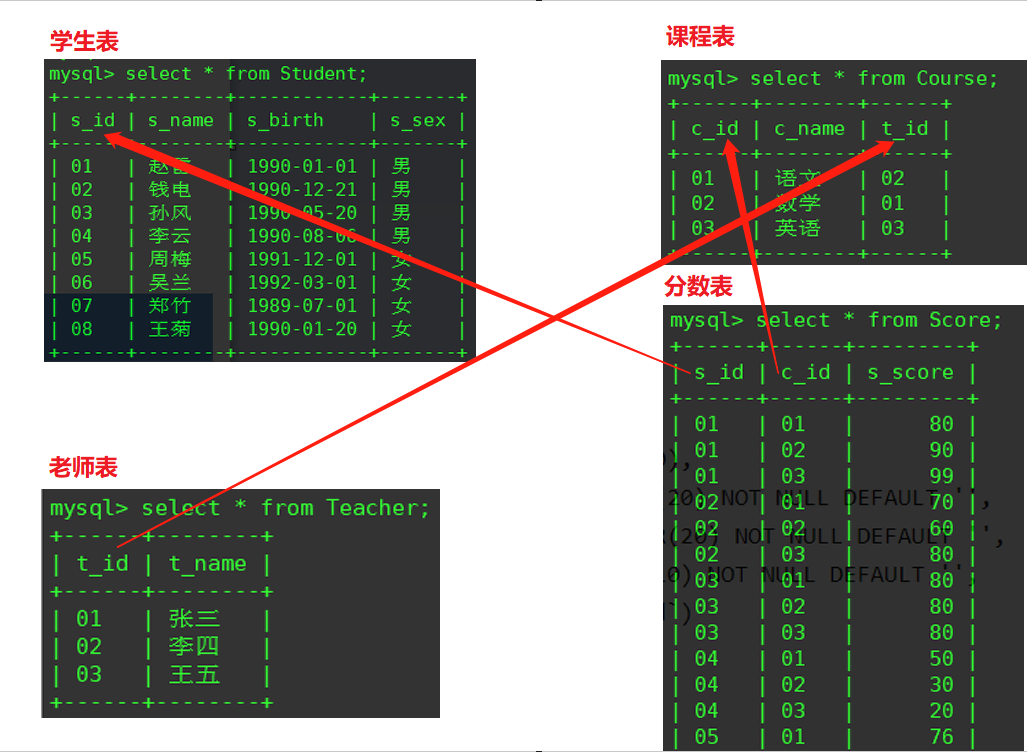 学生表
mysql> select * from Student;
+------+--------+------------+-------+
| s_id | s_name | s_birth | s_sex |
+------+--------+------------+-------+
| 01 | 赵雷 | 1990-01-01 | 男 |
| 02 | 钱电 | 1990-12-21 | 男 |
| 03 | 孙风 | 1990-05-20 | 男 |
| 04 | 李云 | 1990-08-06 | 男 |
| 05 | 周梅 | 1991-12-01 | 女 |
| 06 | 吴兰 | 1992-03-01 | 女 |
| 07 | 郑竹 | 1989-07-01 | 女 |
| 08 | 王菊 | 1990-01-20 | 女 |
+------+--------+------------+-------+
课程表
mysql> select * from Course;
+------+--------+------+
| c_id | c_name | t_id |
+------+--------+------+
| 01 | 语文 | 02 |
| 02 | 数学 | 01 |
| 03 | 英语 | 03 |
+------+--------+------+
老师表
mysql> select * from Teacher;
+------+--------+
| t_id | t_name |
+------+--------+
| 01 | 张三 |
| 02 | 李四 |
| 03 | 王五 |
+------+--------+
分数表
mysql> select * from Score;
+------+------+---------+
| s_id | c_id | s_score |
+------+------+---------+
| 01 | 01 | 80 |
| 01 | 02 | 90 |
| 01 | 03 | 99 |
| 02 | 01 | 70 |
| 02 | 02 | 60 |
| 02 | 03 | 80 |
| 03 | 01 | 80 |
| 03 | 02 | 80 |
| 03 | 03 | 80 |
| 04 | 01 | 50 |
| 04 | 02 | 30 |
| 04 | 03 | 20 |
| 05 | 01 | 76 |
),
20) NOT NULL DEFAULT '',
R(20) NOT NULL DEFAULT '',
10) NOT NULL DEFAULT '',